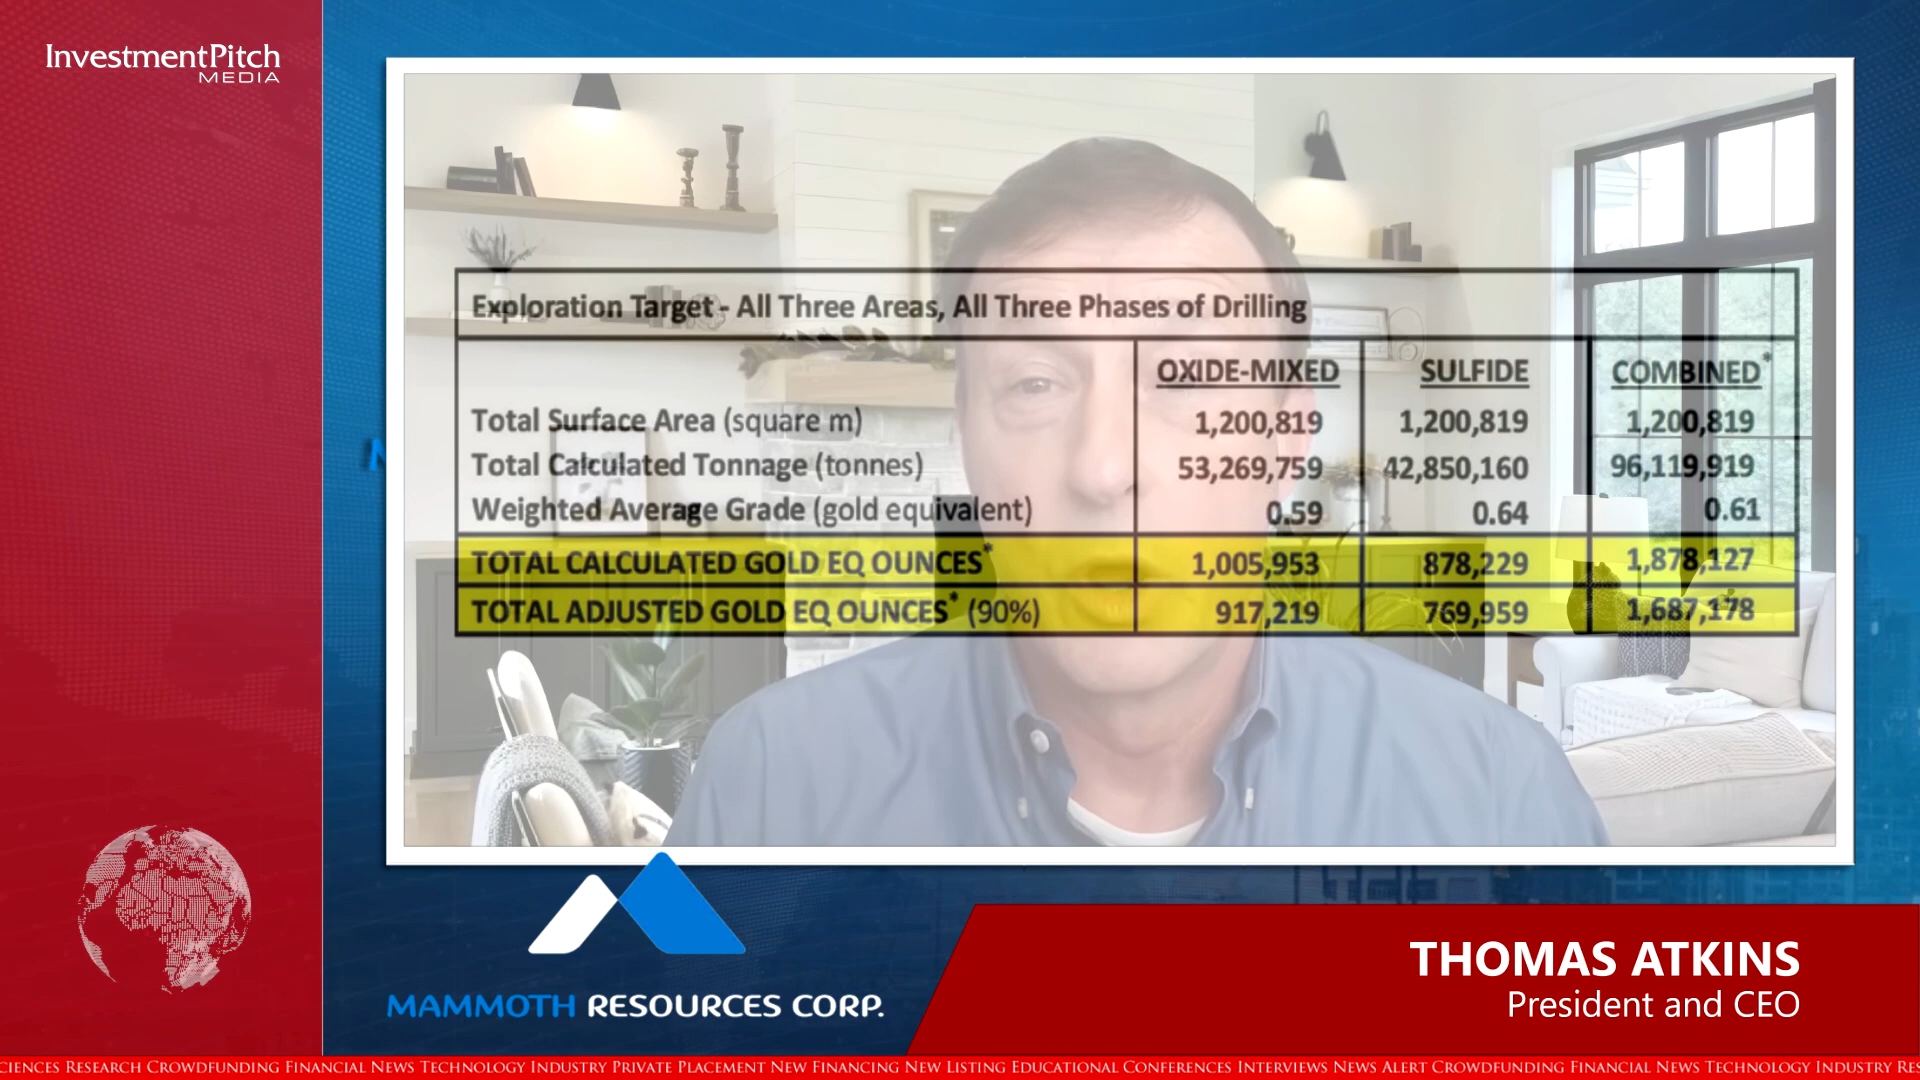 InvestmentPitch
MEDIA
Exploration Target - All Three Areas, All Three Phases of Drilling
OXIDE-MIXED SULFIDE COMBINED*
Total Surface Area (square m) 1,200,819 1,200,819 1,200,819
Total Calculated Tonnage (tonnes) 53,269,759 42,850,160 96,119,919
Weighted Average Grade (gold equivalent) 0.59 0.64 0.61
TOTAL CALCULATED GOLD EQ OUNCES* 1,005,953 878,229 1,878,127
TOTAL ADJUSTED GOLD EQ OUNCES* (90%) 917,219 769,959 1,687,178
MAMMOTH RESOURCES CORP.
THOMAS ATKINS
President and CEO
RESEARCH CROWDFUNDING FINANCIAL NEWS TECHNOLOGY INDUSTRY PRIVATE PLACEMENT NEW FINANCING NEW LISTING EDUCATIONAL CONFERENCES INTERVIEWS NEWS ALERT CROWDFUNDING FINANCIAL NEWS TECHNOLOGY INDUSTRY